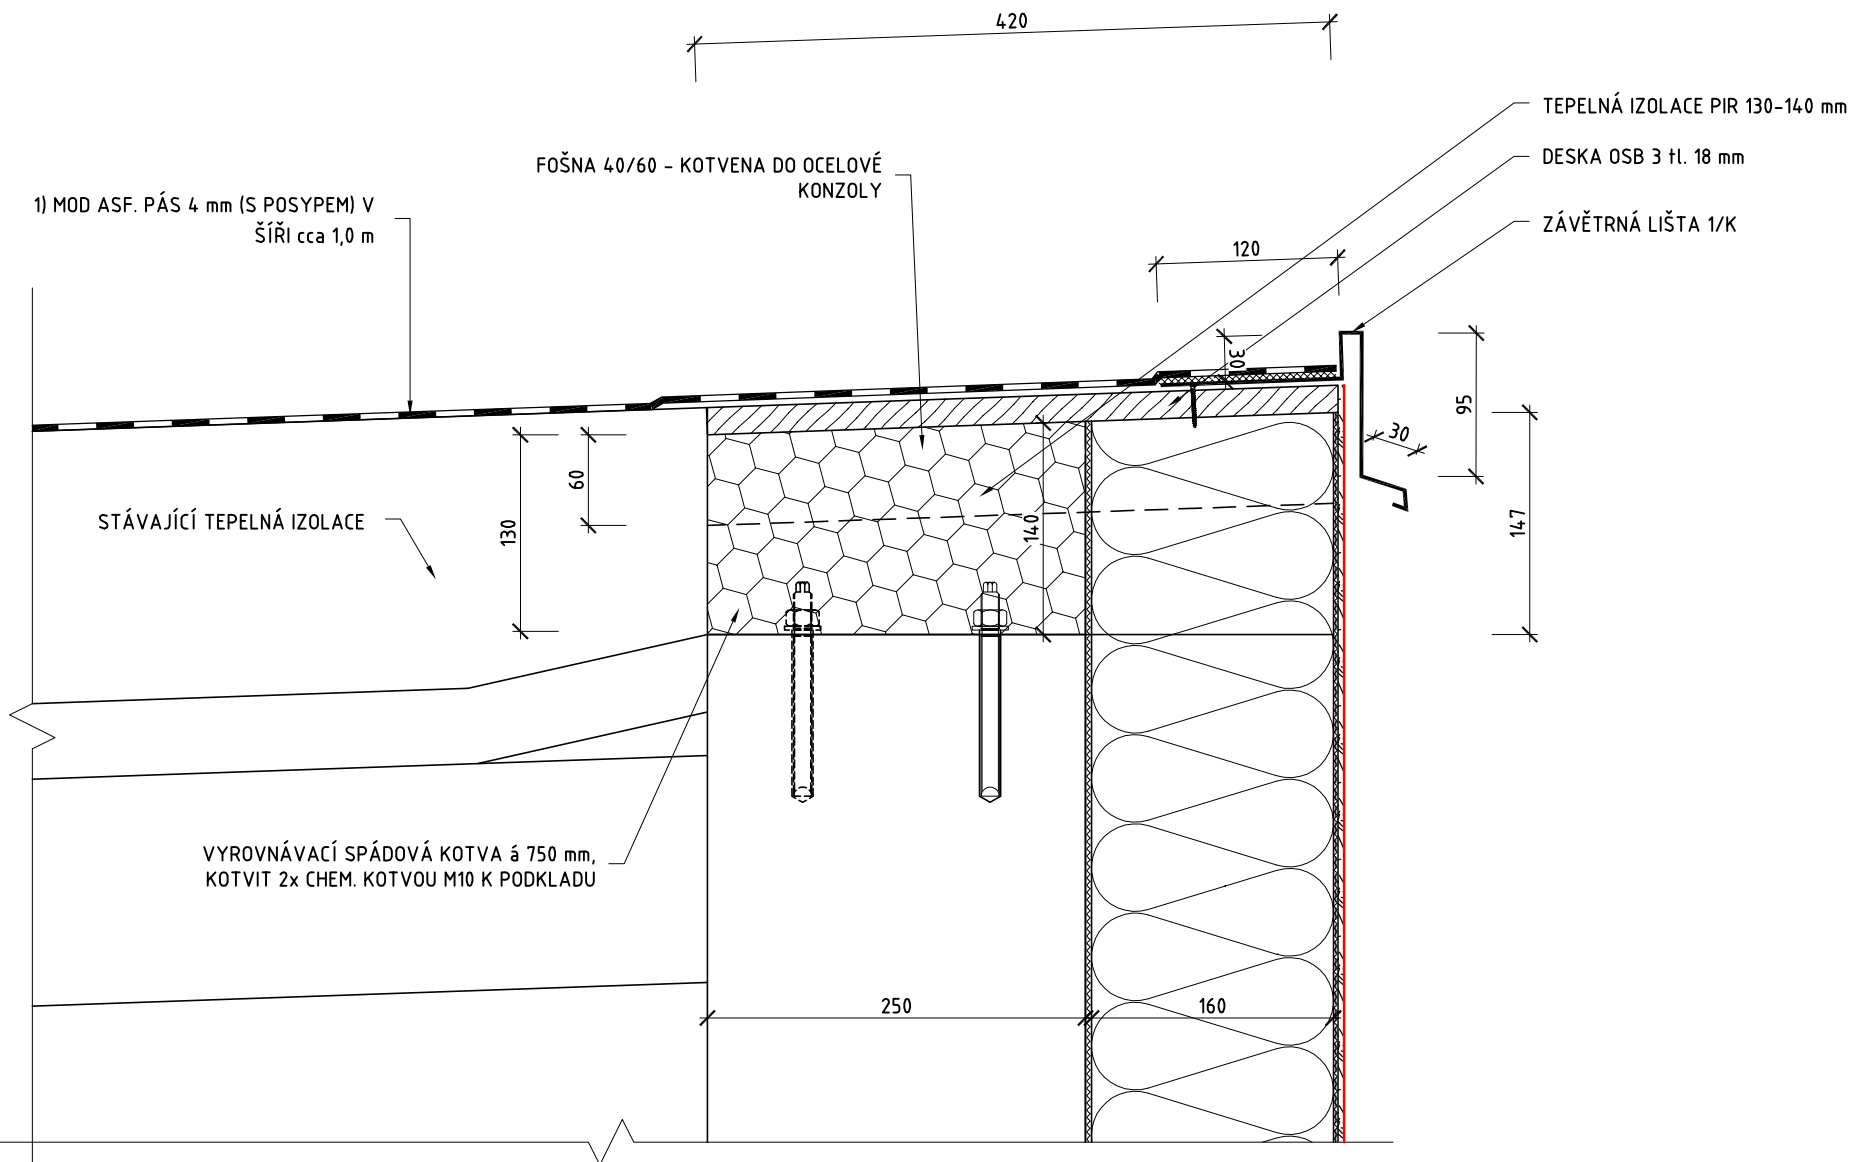 420
TEPELNÁ IZOLACE PIR 130-140 mm
DESKA OSB 3 tl. 18 mm
ZÁVĚTRNÁ LIŠTA 1/K
FOŠNA 40/60 - KOTVENA DO OCELOVÉ
KONZOLY
1) MOD ASF. PÁS 4 mm (S POSYPEM) V
ŠÍŘI cca 1,0 m
120
30
95
30
60
130
140
147
STÁVAJÍCÍ TEPELNÁ IZOLACE
VYROVNÁVACÍ SPÁDOVÁ KOTVA á 750 mm,
KOTVIT 2x CHEM. KOTVOU M10 K PODKLADU
250
160